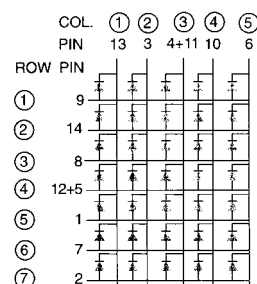 COL. ① ② ③ ④ ⑤
PIN 13 3 4+11 10 6
ROW PIN
① 9
② 14
③ 8
④ 12+5
⑤ 1
⑥ 7
⑦ 2